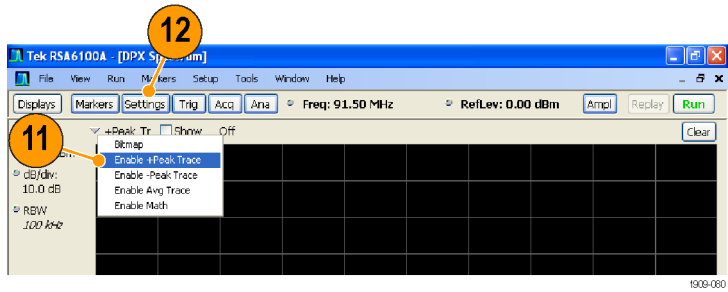 12
Tek RSA6100A - [DPX Spectrum]
File View Run Markers Setup Tools Window Help
Displays Markers Settings Trig Acq Ana Freq: 91.50 MHz RefLev: 0.00 dBm Ampl Replay Run
11
+Peak Tr Show Off Clear
Bitmap
Enable +Peak Trace
dB/div:
Enable -Peak Trace
10.0 dB
Enable Avg Trace
RBW
Enable Math
100 kHz
1909-080